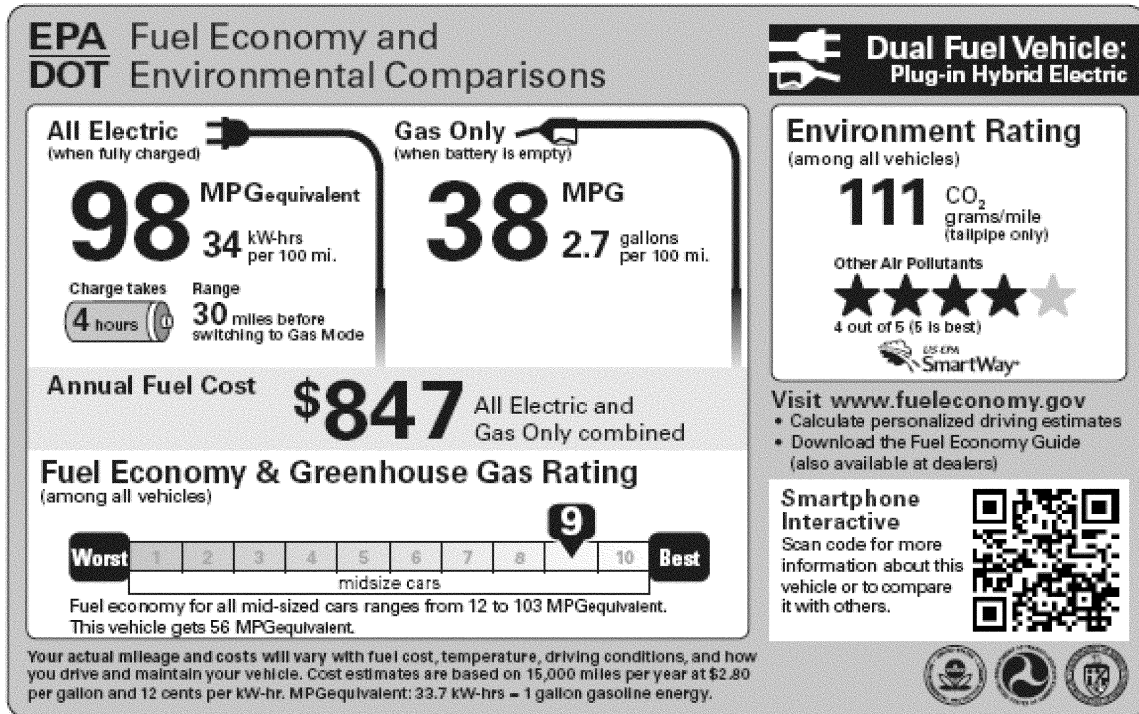 EPA
DOT
Fuel Economy and
Environmental Comparisons
Dual Fuel Vehicle:
Plug-in Hybrid Electric
All Electric
(when fully charged)
98
MPGequivalent
34 kW-hrs
per 100 mi.
Charge takes
4 hours
Range
30 miles before
switching to Gas Mode
Gas Only
(when battery is empty)
38
MPG
2.7 gallons
per 100 mi.
Annual Fuel Cost
$847
All Electric and
Gas Only combined
Fuel Economy & Greenhouse Gas Rating
(among all vehicles)
9
Worst 1 2 3 4 5 6 7 8 10 Best
midsize cars
Fuel economy for all mid-sized cars ranges from 12 to 103 MPGequivalent.
This vehicle gets 56 MPGequivalent.
Environment Rating
(among all vehicles)
111
CO2
grams/mile
(tailpipe only)
Other Air Pollutants
4 out of 5 (5 is best)
US EPA
SmartWay
Visit www.fueleconomy.gov
• Calculate personalized driving estimates
• Download the Fuel Economy Guide
(also available at dealers)
Smartphone
Interactive
Scan code for more
information about this
vehicle or to compare
it with others.
Your actual mileage and costs will vary with fuel cost, temperature, driving conditions, and how
you drive and maintain your vehicle. Cost estimates are based on 15,000 miles per year at $2.80
per gallon and 12 cents per kW-hr. MPGequivalent: 33.7 kW-hrs = 1 gallon gasoline energy.